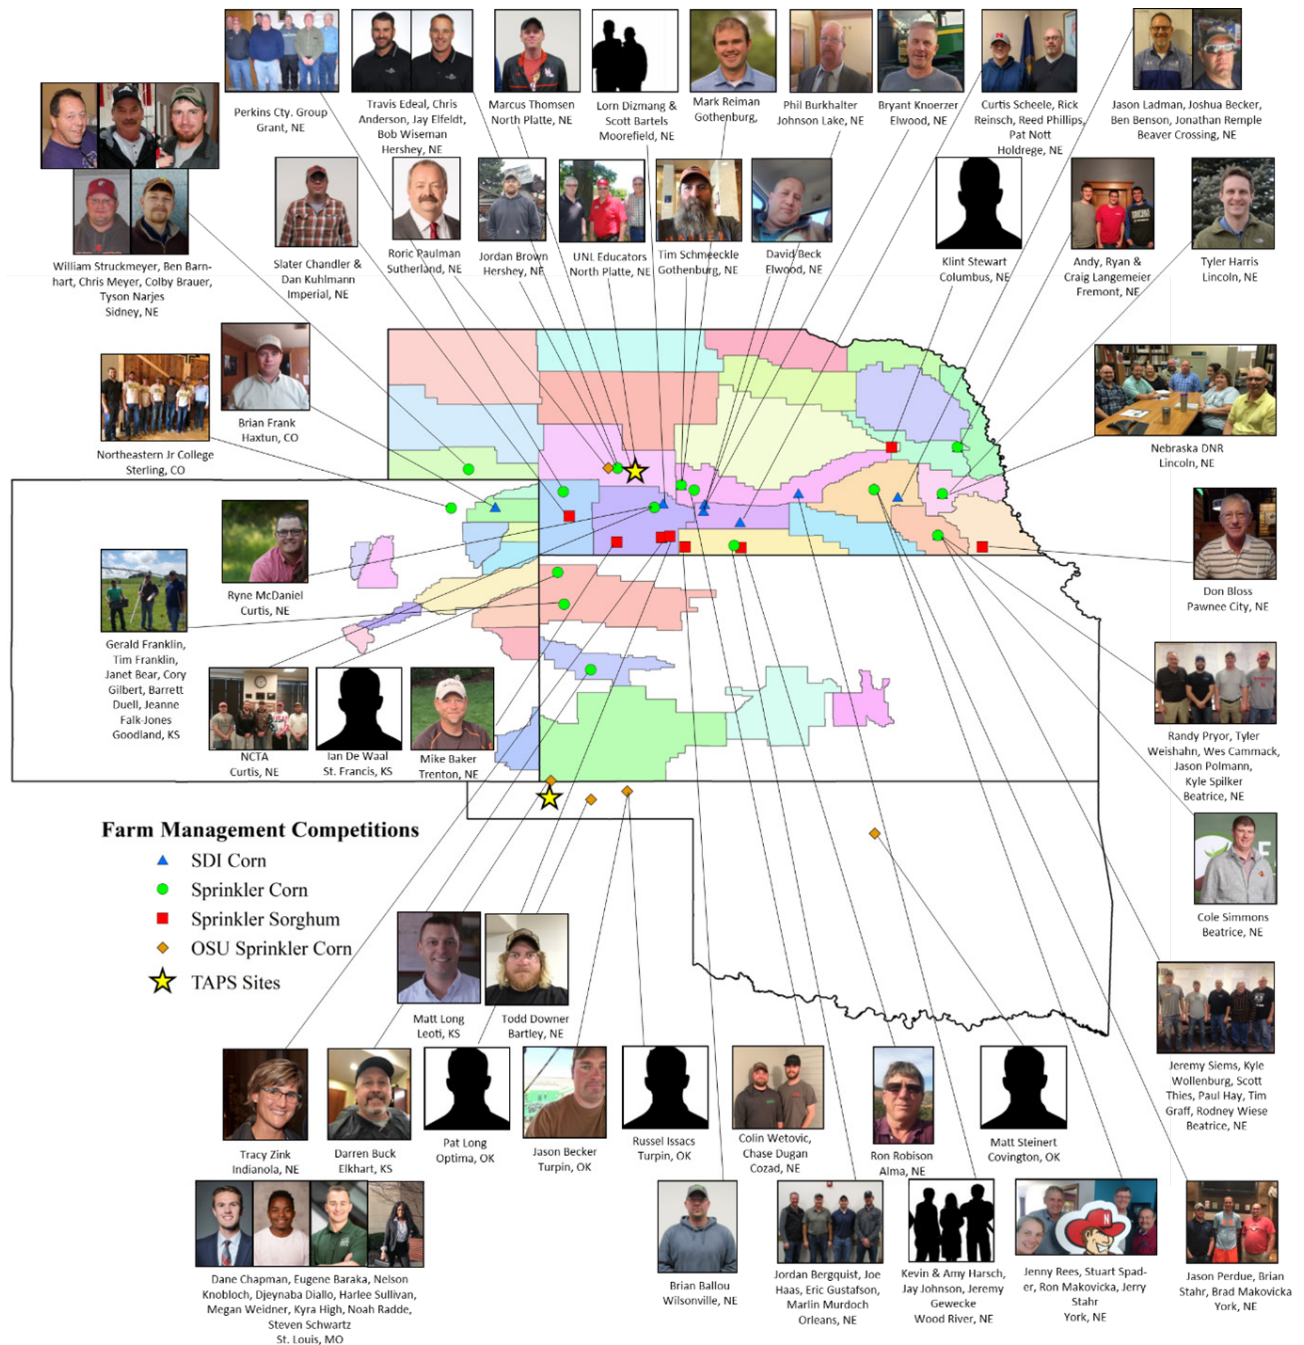 Perkins Cty. Group
Grant, NE
Travis Edeal, Chris
Anderson, Jay Elfeldt,
Bob Wiseman
Hershey, NE
Marcus Thomsen
North Platte, NE
Lorn Dizmang &
Scott Bartels
Moorefield, NE
Mark Reiman
Gothenburg,
Phil Burkhalter
Johnson Lake, NE
Bryant Knoerzer
Elwood, NE
Curtis Scheele, Rick
Reinsch, Reed Phillips,
Pat Nott
Holdrege, NE
Jason Ladman, Joshua Becker,
Ben Benson, Jonathan Remple
Beaver Crossing, NE
William Struckmeyer, Ben Barn-
hart, Chris Meyer, Colby Brauer,
Tyson Narjes
Sidney, NE
Slater Chandler &
Dan Kuhlmann
Imperial, NE
Roric Paulman
Sutherland, NE
Jordan Brown
Hershey, NE
UNL Educators
North Platte, NE
Tim Schmeeckle
Gothenburg, NE
David Beck
Elwood, NE
Klint Stewart
Columbus, NE
Andy, Ryan &
Craig Langemeier
Fremont, NE
Tyler Harris
Lincoln, NE
Brian Frank
Haxtun, CO
Northeastern Jr College
Sterling, CO
Nebraska DNR
Lincoln, NE
Ryne McDaniel
Curtis, NE
Don Bloss
Pawnee City, NE
Gerald Franklin,
Tim Franklin,
Janet Bear, Cory
Gilbert, Barrett
Duell, Jeanne
Falk-Jones
Goodland, KS
NCTA
Curtis, NE
Ian De Waal
St. Francis, KS
Mike Baker
Trenton, NE
Randy Pryor, Tyler
Weishahn, Wes Cammack,
Jason Polmann,
Kyle Spilker
Beatrice, NE
Farm Management Competitions
SDI Corn
Sprinkler Corn
Sprinkler Sorghum
OSU Sprinkler Corn
TAPS Sites
Cole Simmons
Beatrice, NE
Matt Long
Leoti, KS
Todd Downer
Bartley, NE
Jeremy Siems, Kyle
Wollenburg, Scott
Thies, Paul Hay, Tim
Graff, Rodney Wiese
Beatrice, NE
Tracy Zink
Indianola, NE
Darren Buck
Elkhart, KS
Pat Long
Optima, OK
Jason Becker
Turpin, OK
Russel Issacs
Turpin, OK
Colin Wetovic,
Chase Dugan
Cozad, NE
Ron Robison
Alma, NE
Matt Steinert
Covington, OK
Dane Chapman, Eugene Baraka, Nelson
Knobloch, Djeynaba Diallo, Harlee Sullivan,
Megan Weidner, Kyra High, Noah Radde,
Steven Schwartz
St. Louis, MO
Brian Ballou
Wilsonville, NE
Jordan Bergquist, Joe
Haas, Eric Gustafson,
Marlin Murdoch
Orleans, NE
Kevin & Amy Harsch,
Jay Johnson, Jeremy
Gewecke
Wood River, NE
Jenny Rees, Stuart Spad-
er, Ron Makovicka, Jerry
Stahr
York, NE
Jason Perdue, Brian
Stahr, Brad Makovicka
York, NE